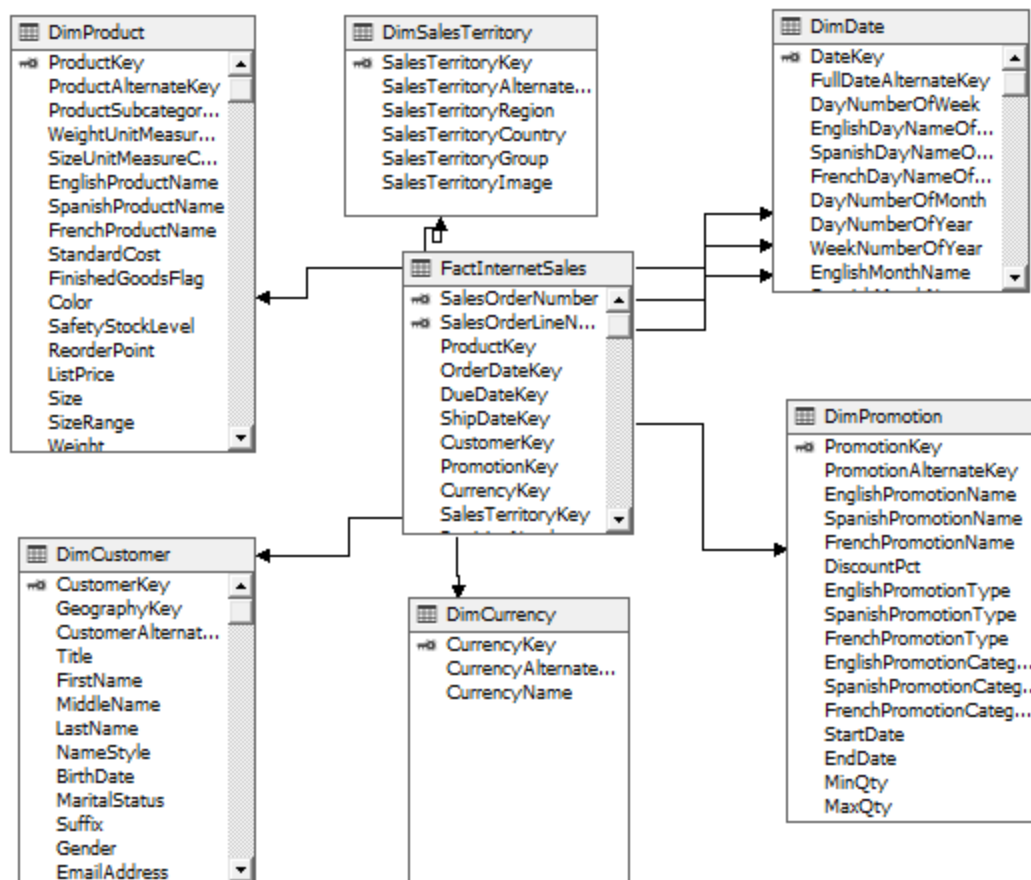 DimProduct
ProductKey
ProductAlternateKey
ProductSubcategor...
WeightUnitMeasur...
SizeUnitMeasureC...
EnglishProductName
SpanishProductName
FrenchProductName
StandardCost
FinishedGoodsFlag
Color
SafetyStockLevel
ReorderPoint
ListPrice
Size
SizeRange
Weight
DimSalesTerritory
SalesTerritoryKey
SalesTerritoryAlternate...
SalesTerritoryRegion
SalesTerritoryCountry
SalesTerritoryGroup
SalesTerritoryImage
DimDate
DateKey
FullDateAlternateKey
DayNumberOfWeek
EnglishDayNameOf...
SpanishDayNameO...
FrenchDayNameOf...
DayNumberOfMonth
DayNumberOfYear
WeekNumberOfYear
EnglishMonthName
FactInternetSales
SalesOrderNumber
SalesOrderLineN...
ProductKey
OrderDateKey
DueDateKey
ShipDateKey
CustomerKey
PromotionKey
CurrencyKey
SalesTerritoryKey
DimPromotion
PromotionKey
PromotionAlternateKey
EnglishPromotionName
SpanishPromotionName
FrenchPromotionName
DiscountPct
EnglishPromotionType
SpanishPromotionType
FrenchPromotionType
EnglishPromotionCateg...
SpanishPromotionCateg...
FrenchPromotionCateg...
StartDate
EndDate
MinQty
MaxQty
DimCustomer
CustomerKey
GeographyKey
CustomerAlternat...
Title
FirstName
MiddleName
LastName
NameStyle
BirthDate
MaritalStatus
Suffix
Gender
EmailAddress
DimCurrency
CurrencyKey
CurrencyAlternate...
CurrencyName